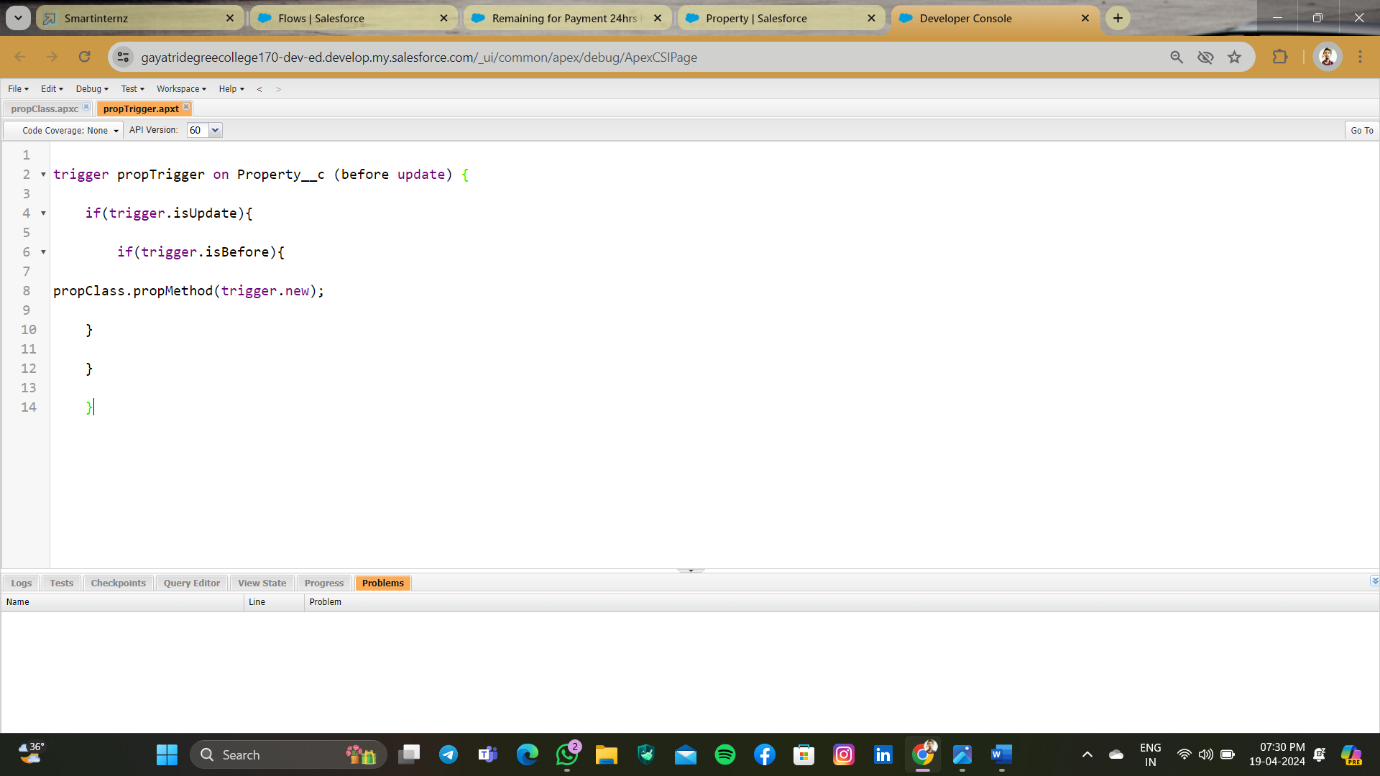 Smartinternz
Flows | Salesforce
Remaining for Payment 24hrs
Property | Salesforce
Developer Console
gayatridegreecollege170-dev-ed.develop.my.salesforce.com/_ui/common/apex/debug/ApexCSIPage
File Edit Debug Test Workspace Help < >
propClass.apxc propTrigger.apxt
Code Coverage: None API Version: 60 Go To
1
2 trigger propTrigger on Property__c (before update) {
3
4 if(trigger.isUpdate){
5
6 if(trigger.isBefore){
7
8 propClass.propMethod(trigger.new);
9
10 }
11
12 }
13
14 }
Logs Tests Checkpoints Query Editor View State Progress Problems
Name Line Problem
36°
Search
2
ENG
IN
07:30 PM
19-04-2024
PRE